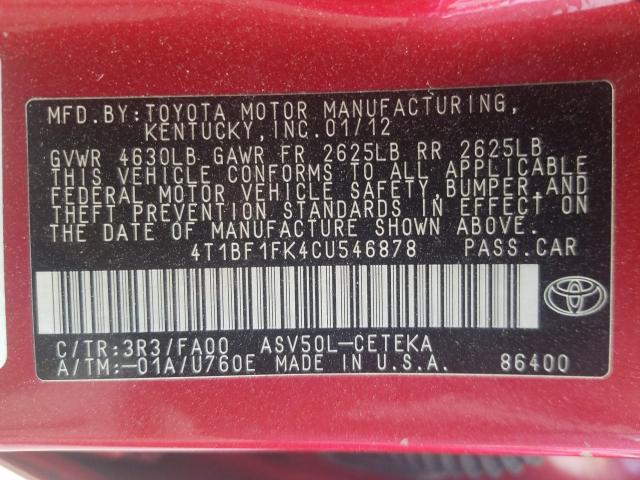 MFD.BY:TOYOTA MOTOR MANUFACTURING,
KENTUCKY,INC.01/12
GVWR 4630LB GAWR FR 2625LB RR 2625LB
THIS VEHICLE CONFORMS TO ALL APPLICABLE
FEDERAL MOTOR VEHICLE SAFETY,BUMPER,AND
THEFT PREVENTION STANDARDS IN EFFECT ON
THE DATE OF MANUFACTURE SHOWN ABOVE.
4T1BF1FK4CU546878 PASS.CAR
C/TR:3R3/FA00 ASV50L-CETEKA
A/TM:-01A/U760E MADE IN U.S.A. 86400